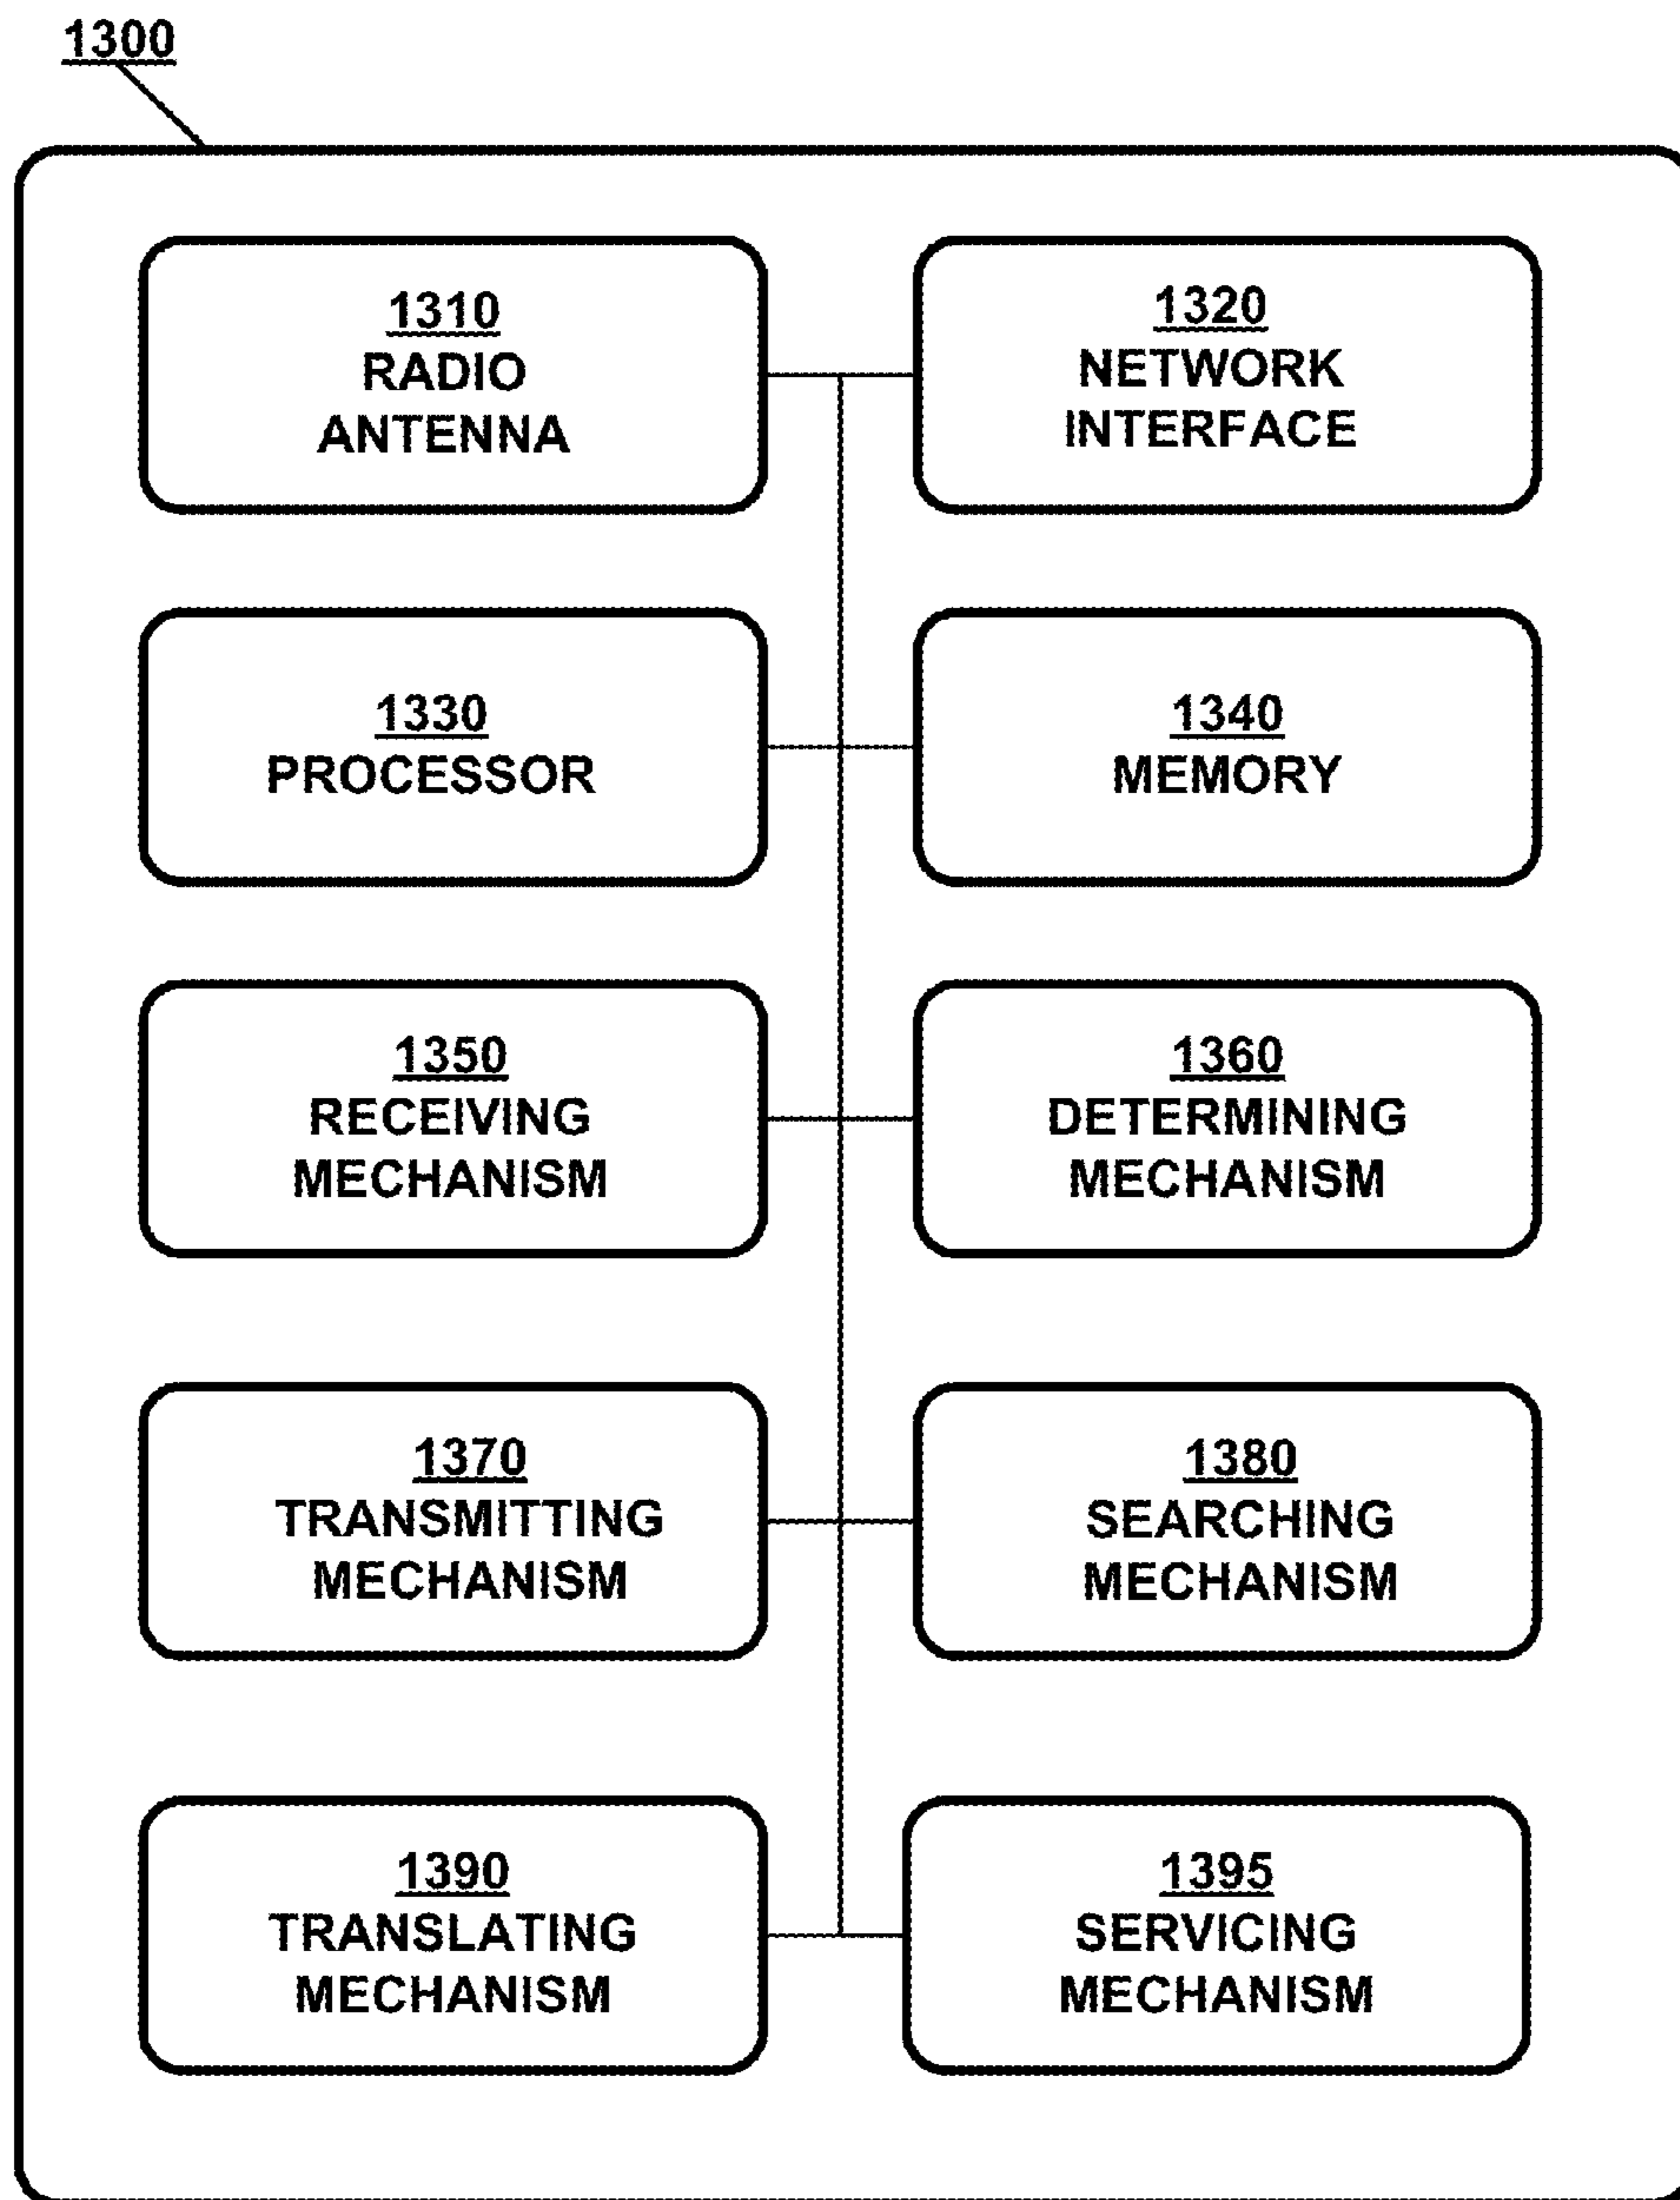 1300
1310
RADIO
ANTENNA
1320
NETWORK
INTERFACE
1330
PROCESSOR
1340
MEMORY
1350
RECEIVING
MECHANISM
1360
DETERMINING
MECHANISM
1370
TRANSMITTING
MECHANISM
1380
SEARCHING
MECHANISM
1390
TRANSLATING
MECHANISM
1395
SERVICING
MECHANISM